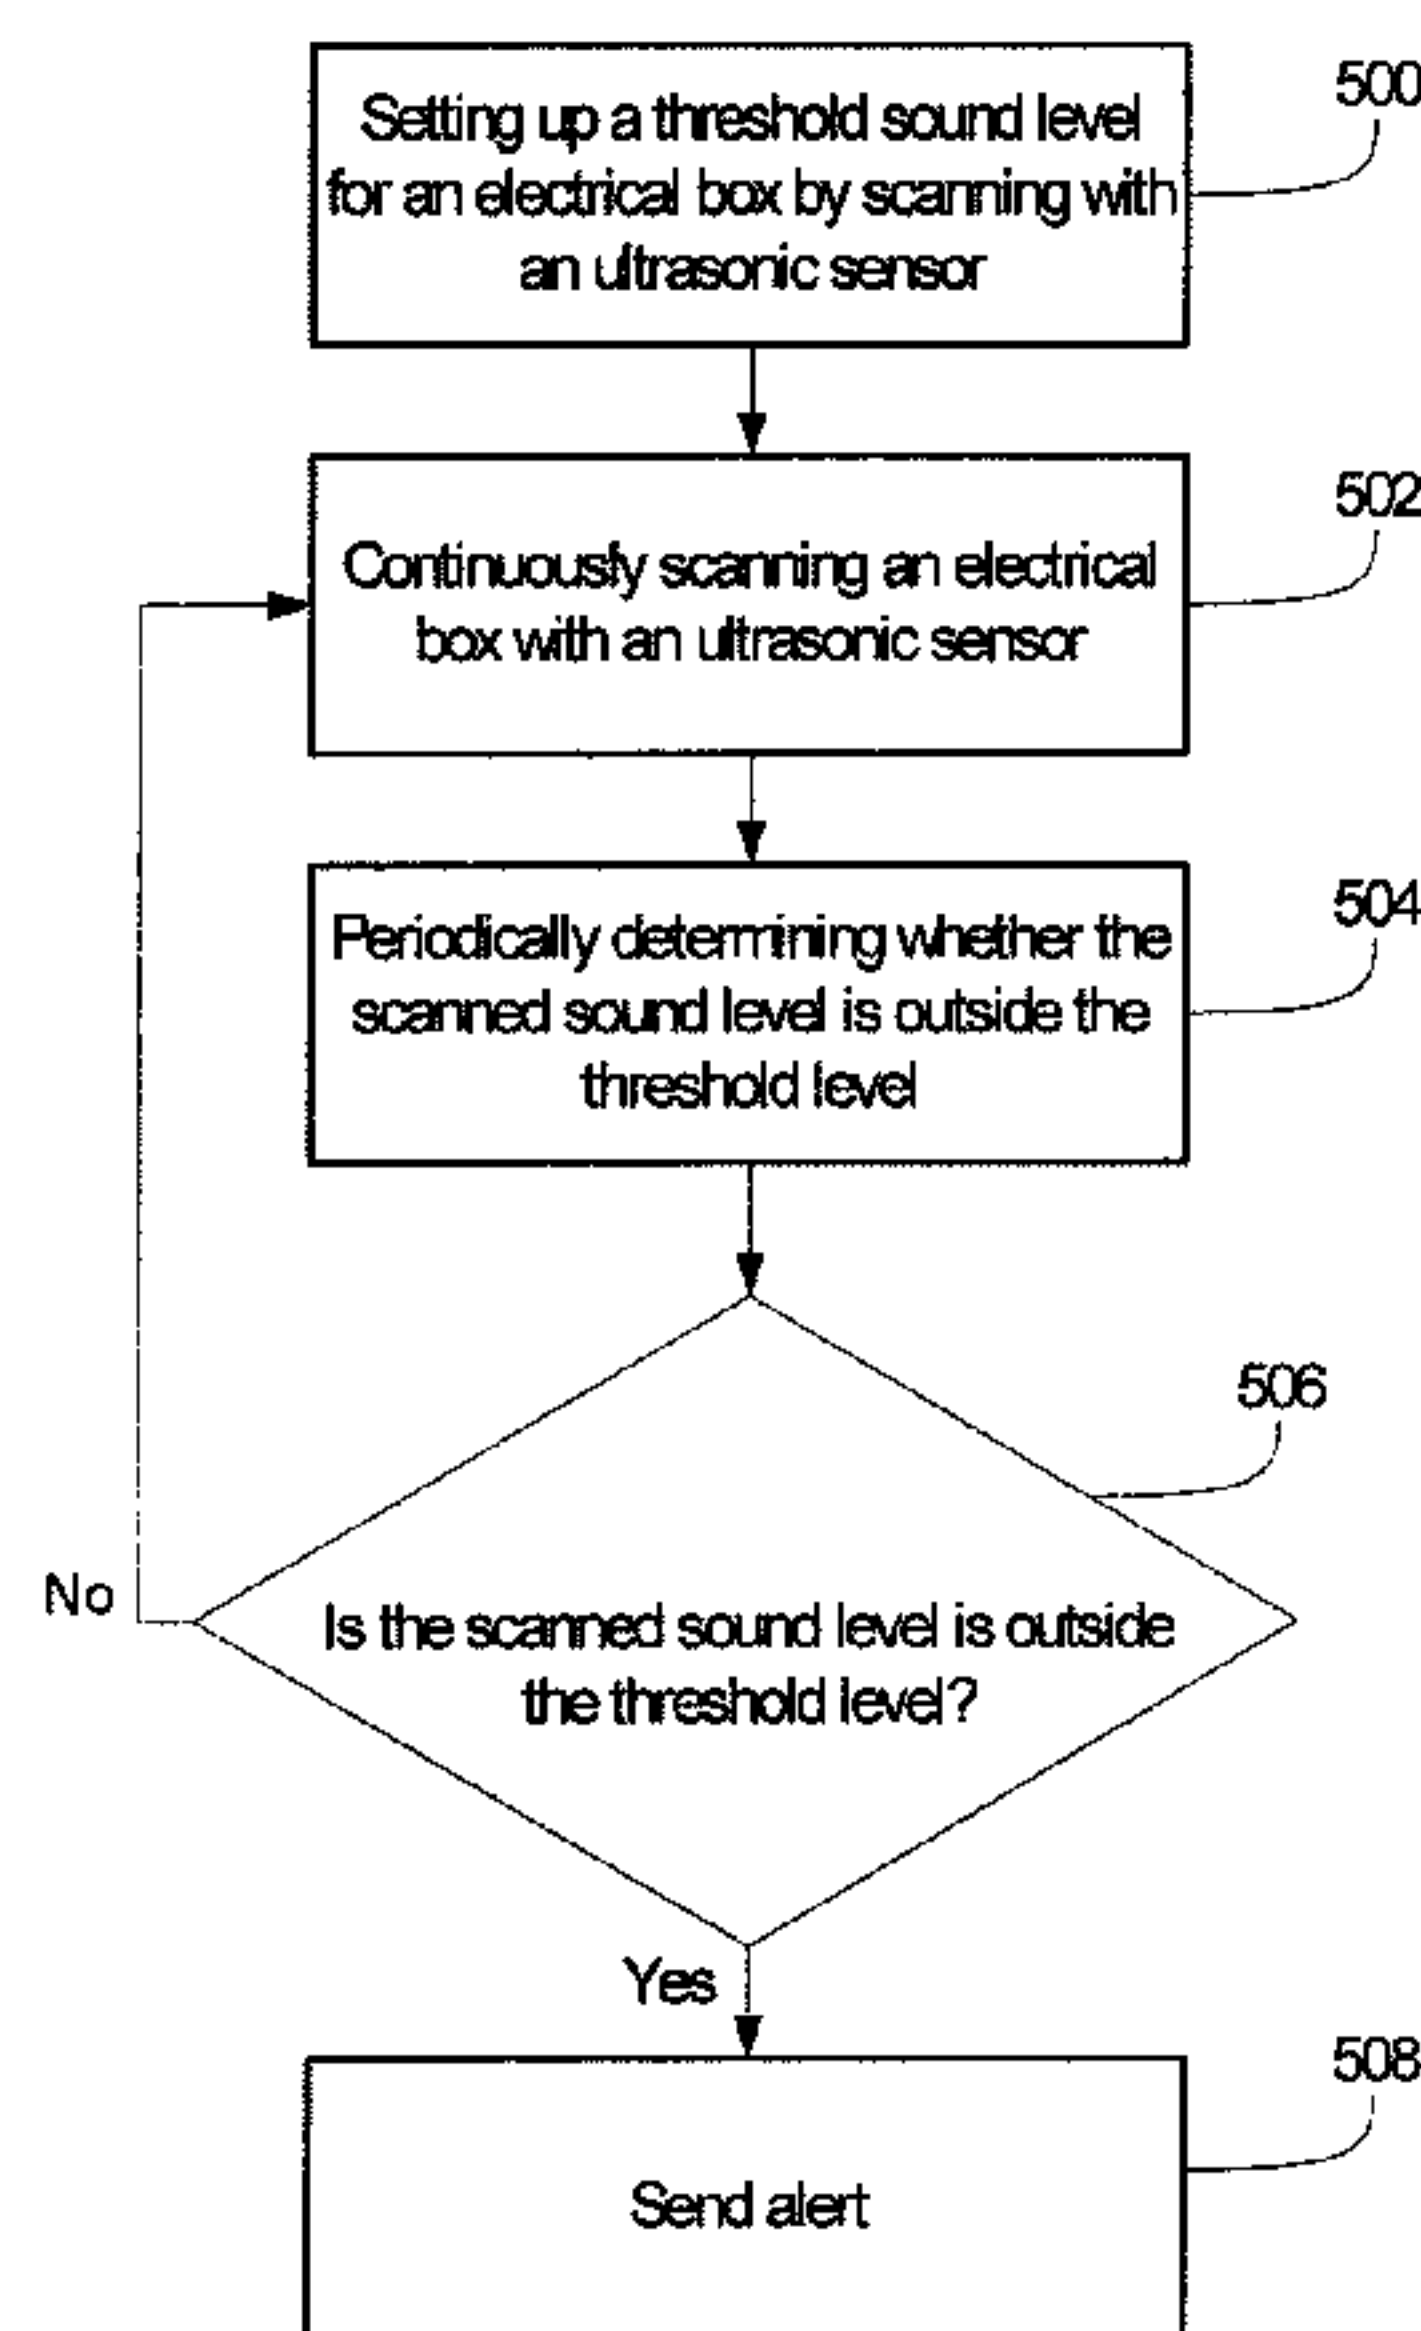 500
Setting up a threshold sound level
for an electrical box by scanning with
an ultrasonic sensor
502
Continuously scanning an electrical
box with an ultrasonic sensor
504
Periodically determining whether the
scanned sound level is outside the
threshold level
506
No
Is the scanned sound level is outside
the threshold level?
Yes
508
Send alert